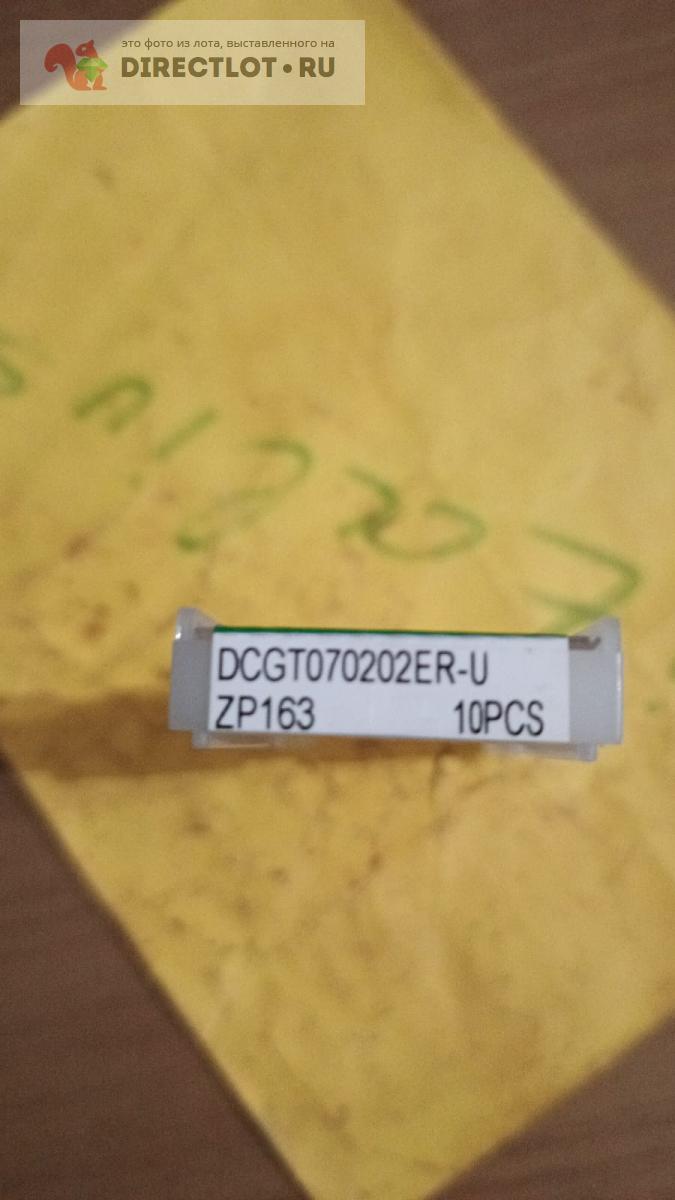 это фото из лота, выставленного на
DIRECTLOT•RU
DCGT070202ER-U
ZP163 10PCS